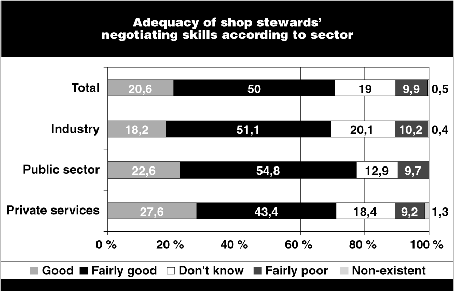 Adequacy of shop stewards'
negotiating skills according to sector
Total 20,6 50 19 9,9 0,5
Industry 18,2 51,1 20,1 10,2 0,4
Public sector 22,6 54,8 12,9 9,7
Private services 27,6 43,4 18,4 9,2 1,3
0 % 20 % 40 % 60 % 80 % 100 %
Good Fairly good Don't know Fairly poor Non-existent